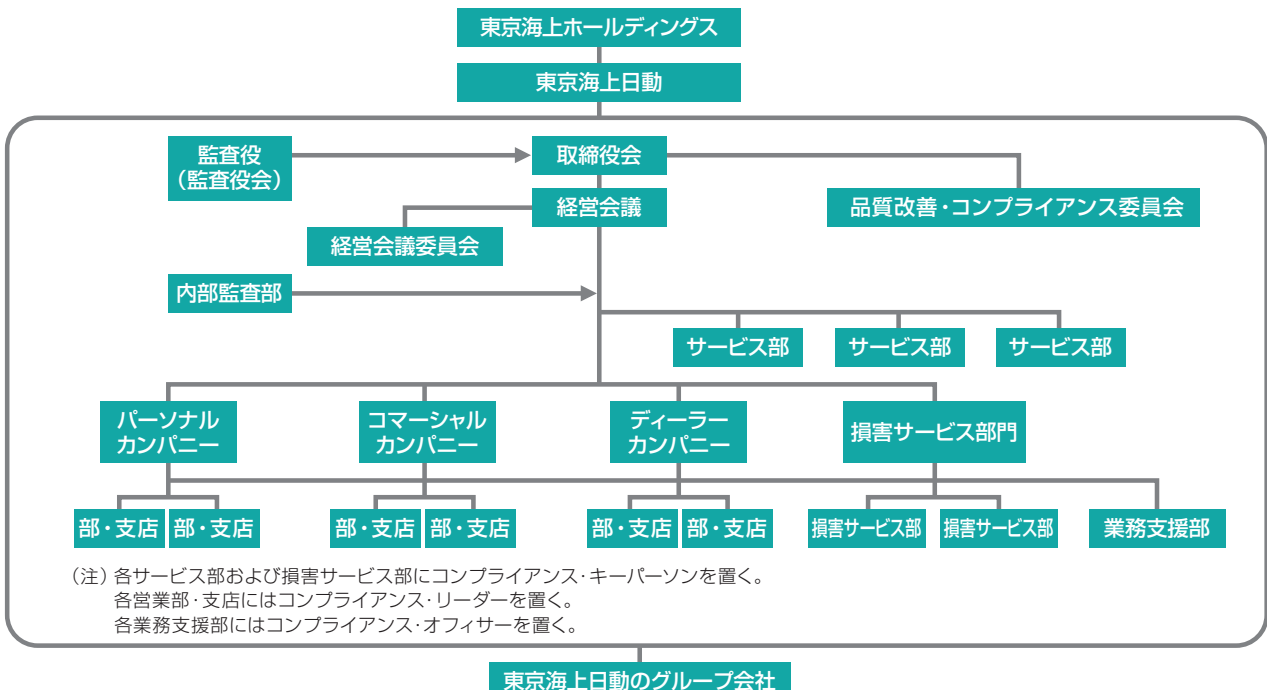 東京海上ホールディングス
東京海上日動
監査役
（監査役会）
取締役会
経営会議
品質改善・コンプライアンス委員会
経営会議委員会
内部監査部
サービス部
サービス部
サービス部
パーソナル
カンパニー
コマーシャル
カンパニー
ディーラー
カンパニー
損害サービス部門
部・支店
部・支店
部・支店
部・支店
部・支店
部・支店
損害サービス部
損害サービス部
業務支援部
（注）各サービス部および損害サービス部にコンプライアンス・キーパーソンを置く。
各営業部・支店にはコンプライアンス・リーダーを置く。
各業務支援部にはコンプライアンス・オフィサーを置く。
東京海上日動のグループ会社